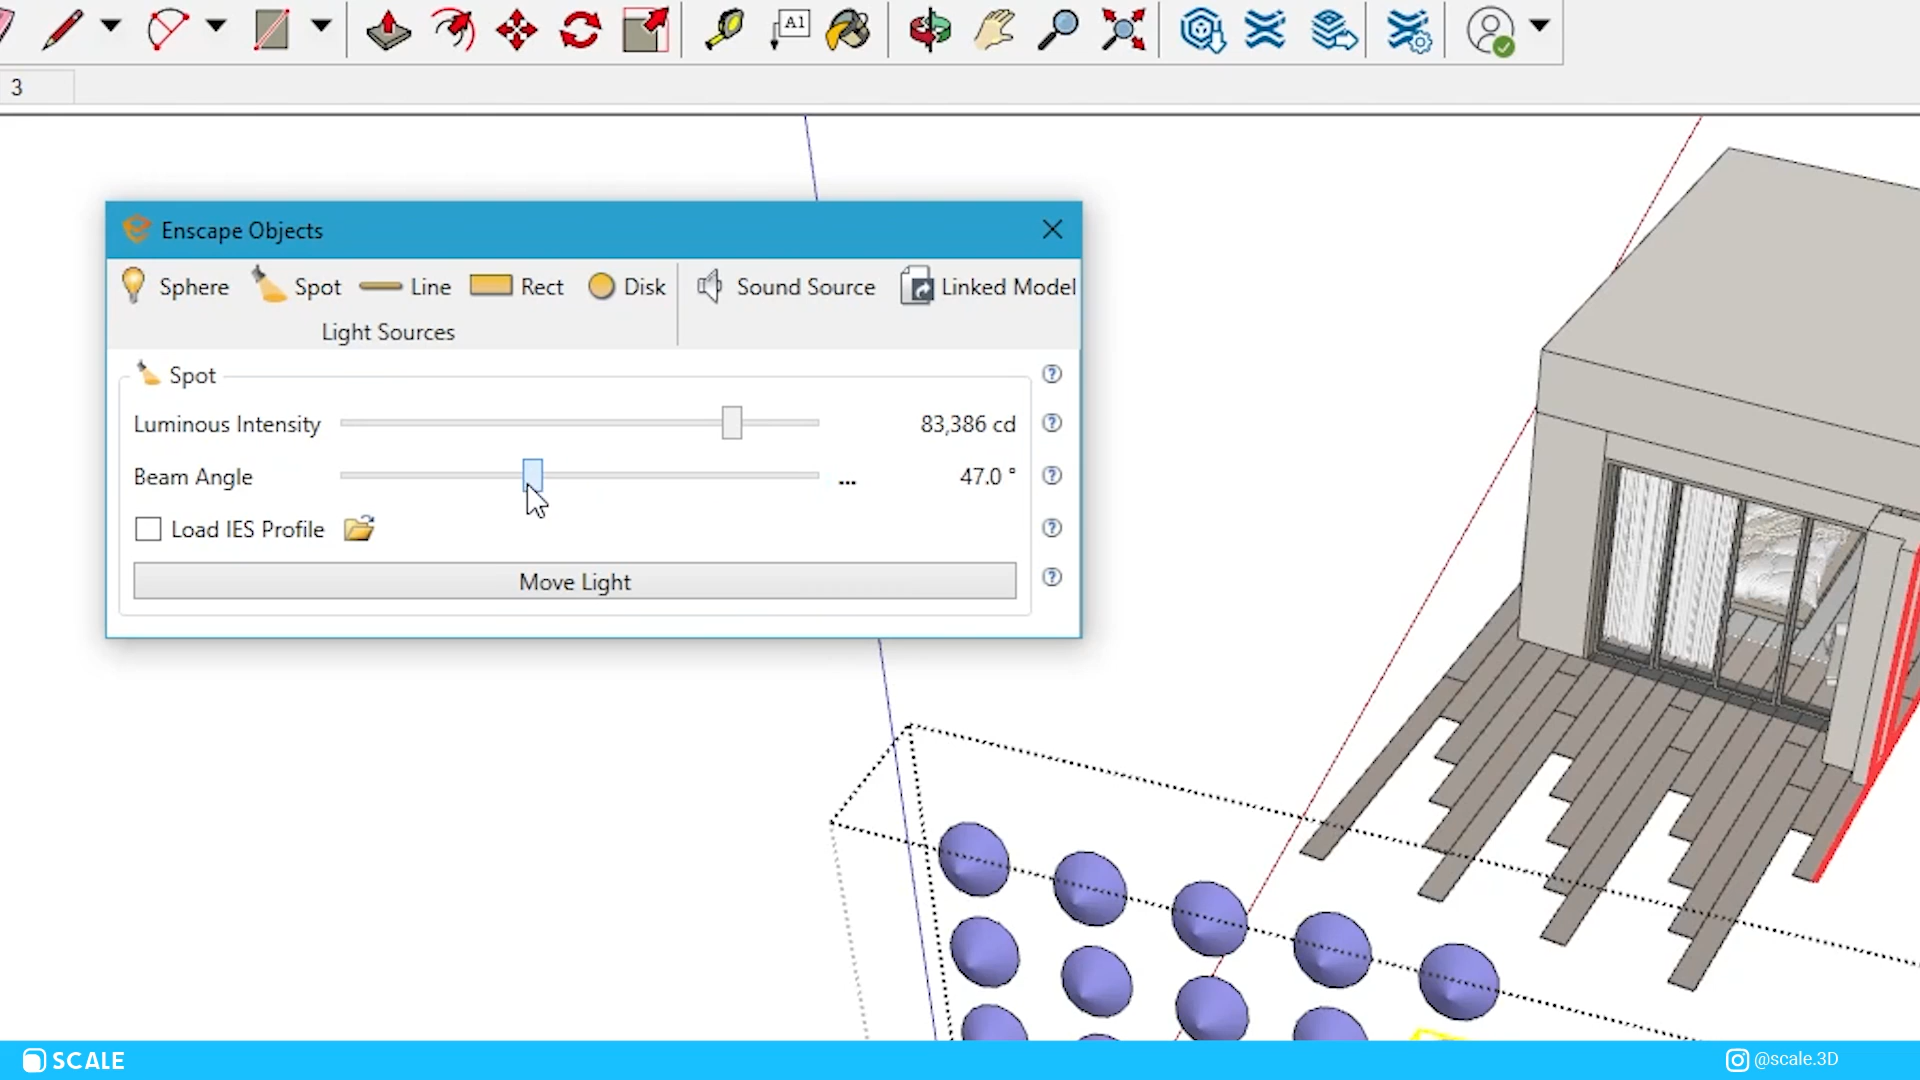 A1
3
Enscape Objects
Sphere Spot Line Rect Disk Sound Source Linked Model
Light Sources
Spot
Luminous Intensity 83,386 cd
Beam Angle ... 47.0 °
Load IES Profile
Move Light
SCALE
@scale.3D